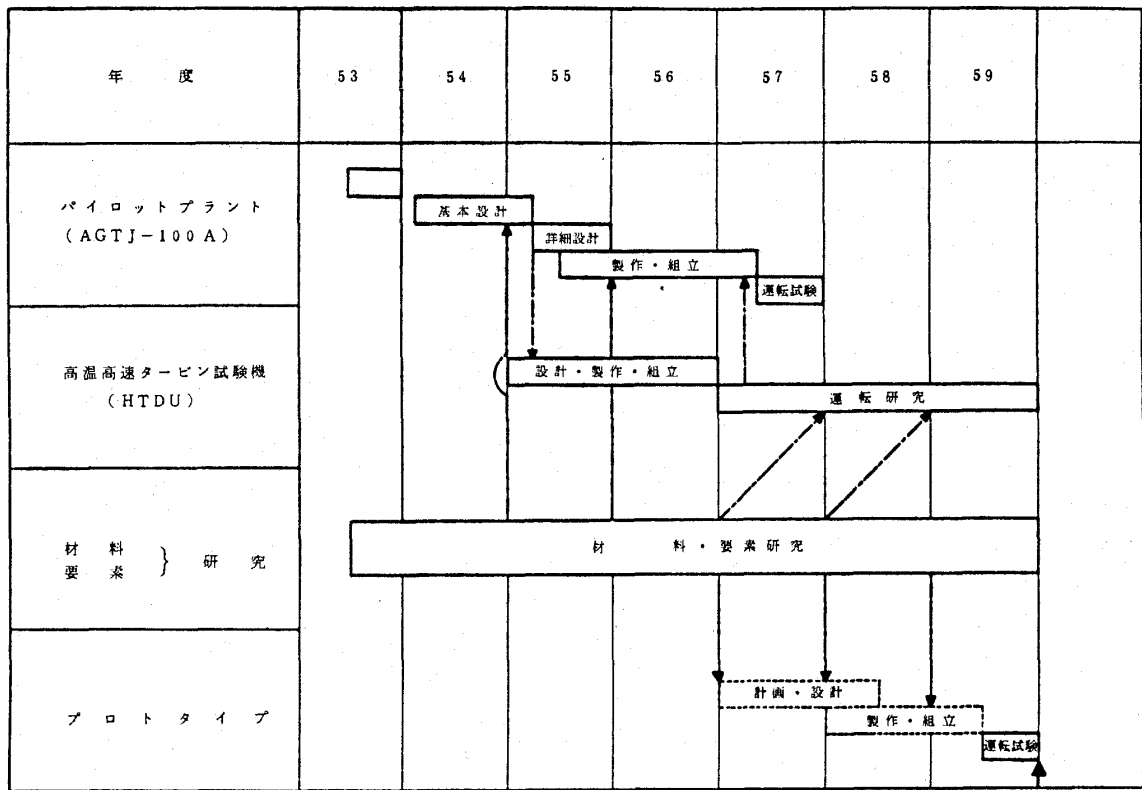 年 度 53 54 55 56 57 58 59
パイロットプラント
(AGTJ-100A)
基本設計
詳細設計
製作・組立
運転試験
高温高速タービン試験機
(HTDU)
設計・製作・組立
運転研究
材料
要素 } 研究
材料・要素研究
プロトタイプ
計画・設計
製作・組立
運転試験